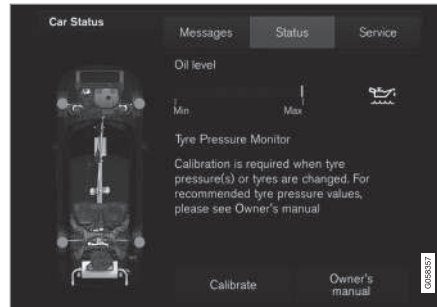 Car Status
Messages
Status
Service
Oil level
Min
Max
Tyre Pressure Monitor
Calibration is required when tyre
pressure(s) or tyres are changed. For
recommended tyre pressure values,
please see Owner's manual
Calibrate
Owner's
manual
G058357